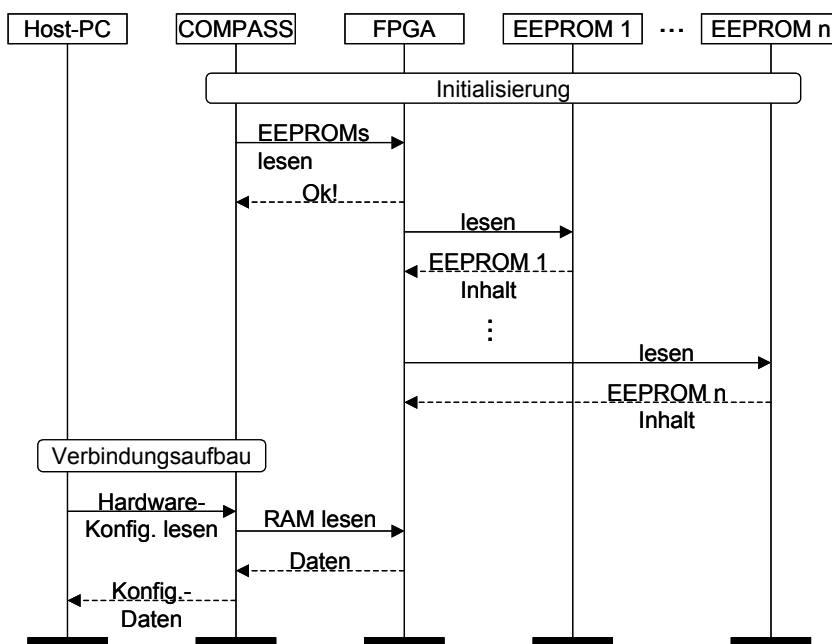 Host-PC
COMPASS
FPGA
EEPROM 1
...
EEPROM n
Initialisierung
EEPROMs
lesen
Ok!
lesen
EEPROM 1
Inhalt
...
lesen
EEPROM n
Inhalt
Verbindungsaufbau
Hardware-
Konfig. lesen
RAM lesen
Daten
Konfig.-
Daten